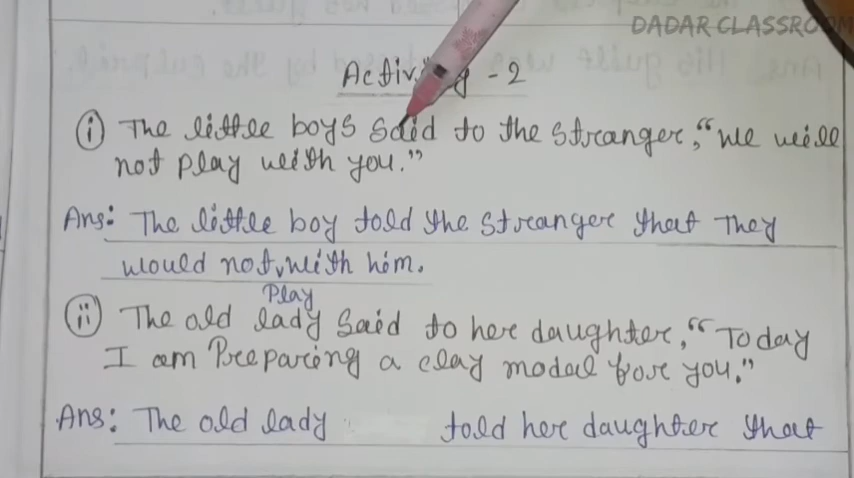 DADAR CLASSROOM
Activity - 2
(i) The little boys said to the stranger, "we will
not play with you."
Ans: The little boy told the stranger that They
would not, with him.
Play
(ii) The old lady said to her daughter, "Today
I am Preparing a clay model for you."
Ans: The old lady told her daughter that